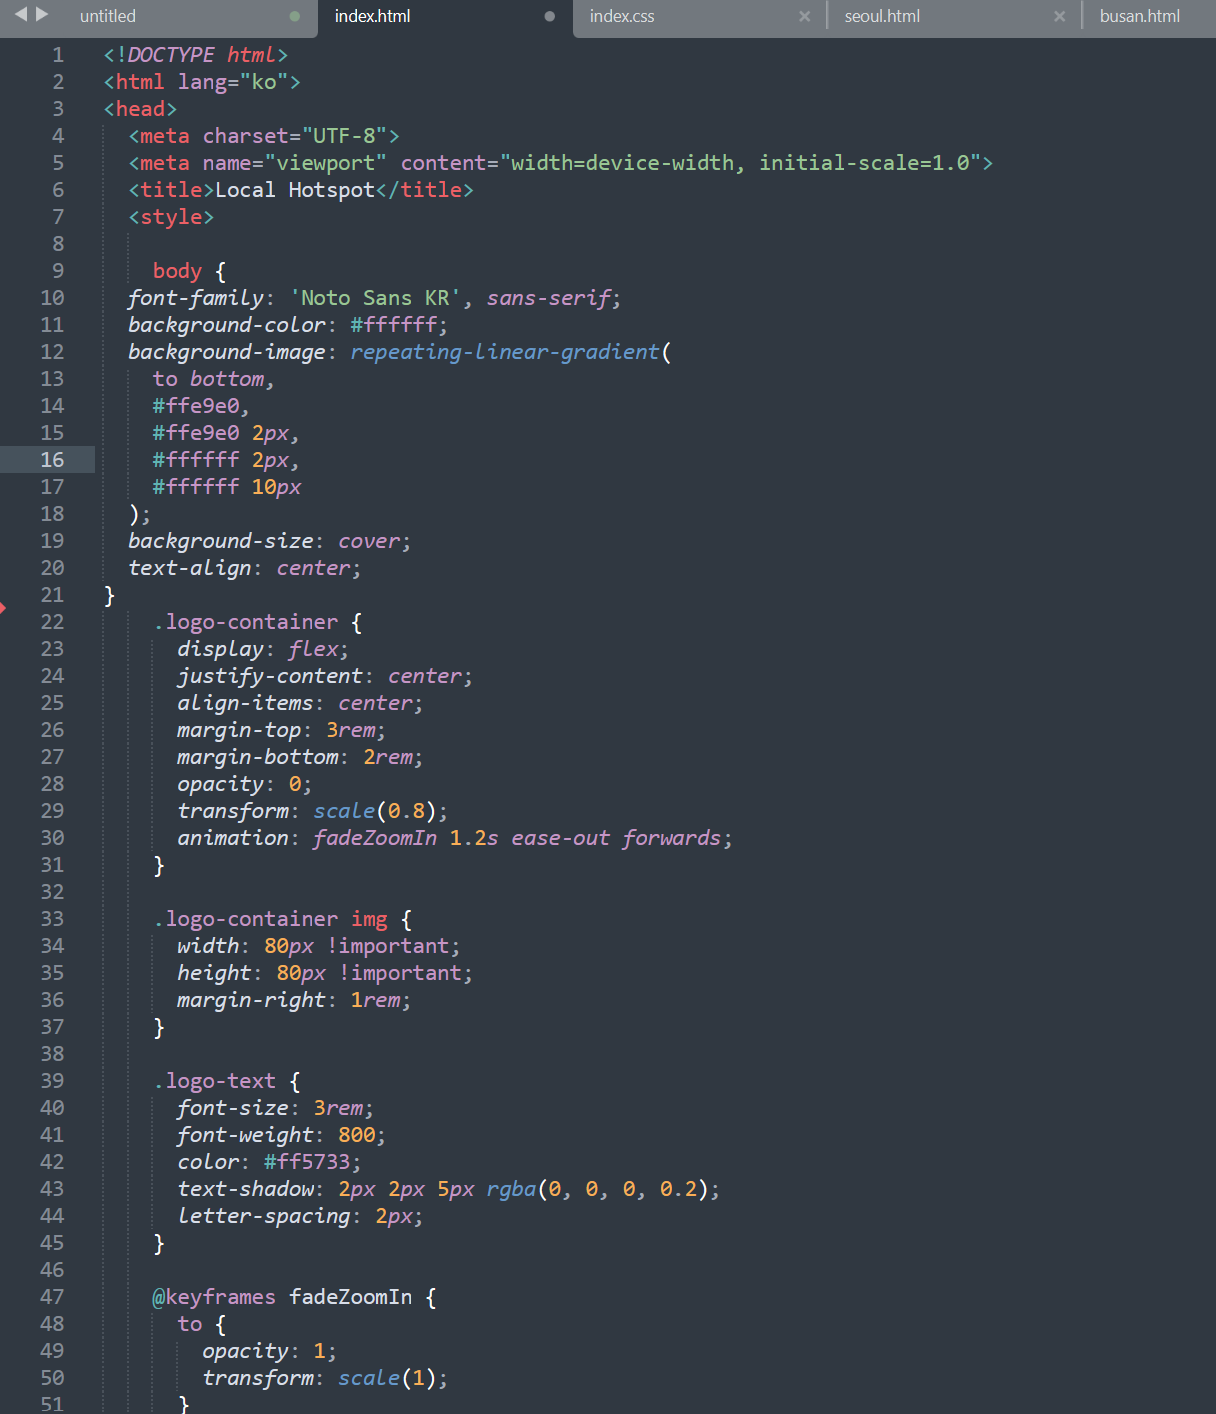 untitled index.html index.css seoul.html busan.html
1 <!DOCTYPE html>
2 <html lang="ko">
3 <head>
4 <meta charset="UTF-8">
5 <meta name="viewport" content="width=device-width, initial-scale=1.0">
6 <title>Local Hotspot</title>
7 <style>
8
9 body {
10 font-family: 'Noto Sans KR', sans-serif;
11 background-color: #ffffff;
12 background-image: repeating-linear-gradient(
13 to bottom,
14 #ffe9e0,
15 #ffe9e0 2px,
16 #ffffff 2px,
17 #ffffff 10px
18 );
19 background-size: cover;
20 text-align: center;
21 }
22 .logo-container {
23 display: flex;
24 justify-content: center;
25 align-items: center;
26 margin-top: 3rem;
27 margin-bottom: 2rem;
28 opacity: 0;
29 transform: scale(0.8);
30 animation: fadeZoomIn 1.2s ease-out forwards;
31 }
32
33 .logo-container img {
34 width: 80px !important;
35 height: 80px !important;
36 margin-right: 1rem;
37 }
38
39 .logo-text {
40 font-size: 3rem;
41 font-weight: 800;
42 color: #ff5733;
43 text-shadow: 2px 2px 5px rgba(0, 0, 0, 0.2);
44 letter-spacing: 2px;
45 }
46
47 @keyframes fadeZoomIn {
48 to {
49 opacity: 1;
50 transform: scale(1);
51 }